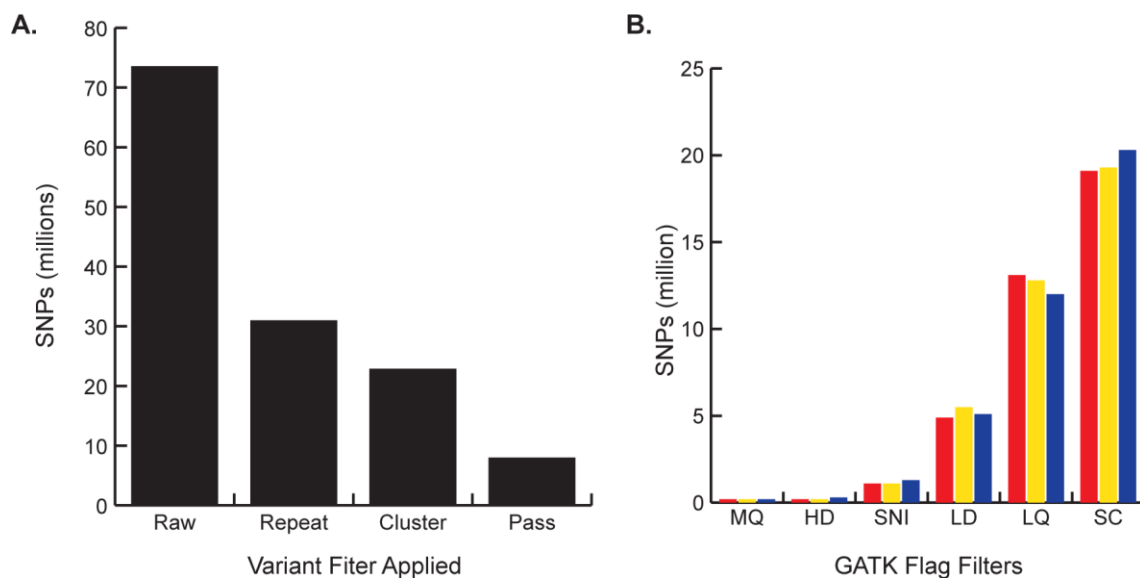 A.
80
70
60
50
40
30
20
10
0
SNPs (millions)
Raw Repeat Cluster Pass
Variant Fiter Applied
B.
25
20
15
10
5
0
SNPs (million)
MQ HD SNI LD LQ SC
GATK Flag Filters